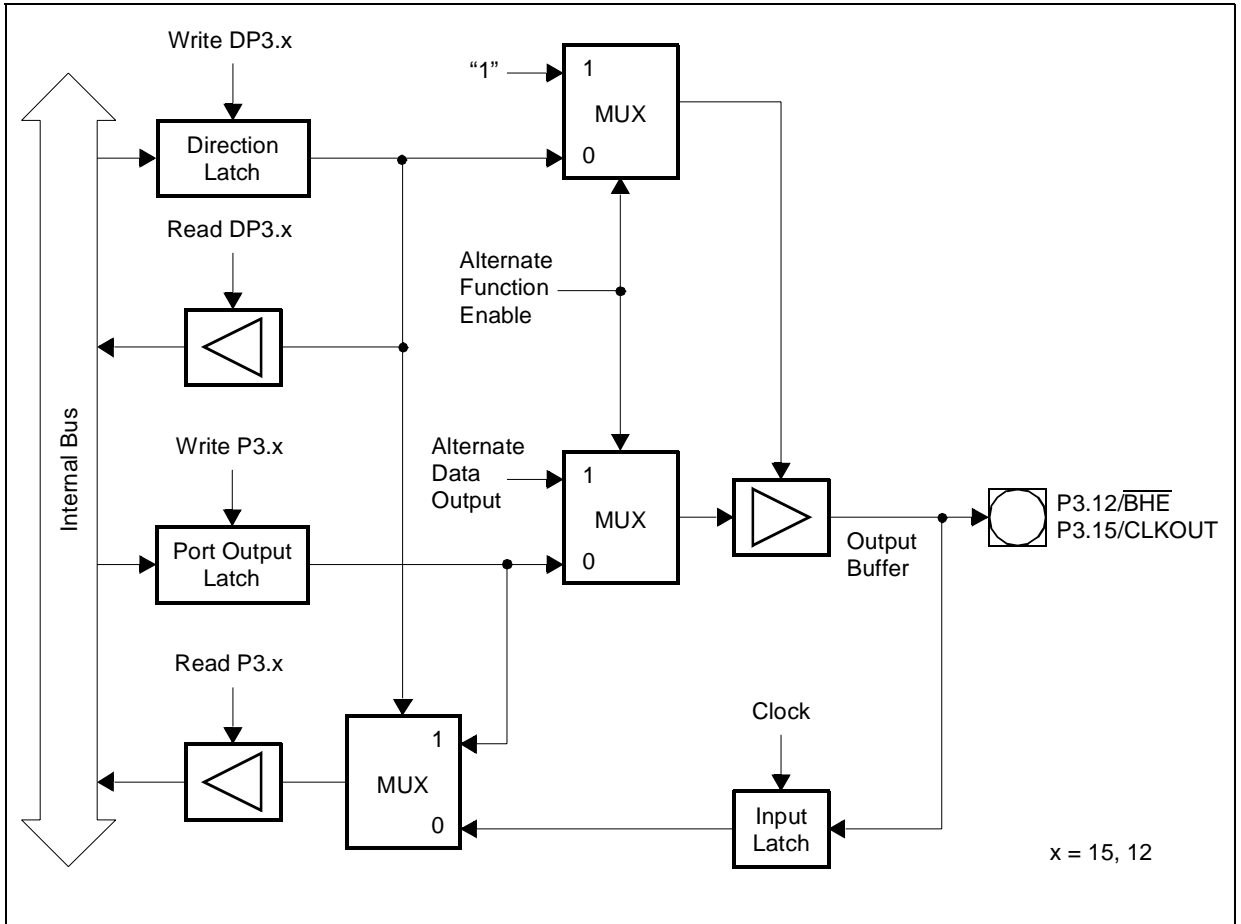 Write DP3.x
“1”
1
MUX
0
Direction
Latch
Read DP3.x
Alternate
Function
Enable
Internal Bus
Write P3.x
Alternate
Data
Output
1
MUX
0
P3.12/BHE
P3.15/CLKOUT
Output
Buffer
Port Output
Latch
Read P3.x
Clock
1
MUX
0
Input
Latch
x = 15, 12